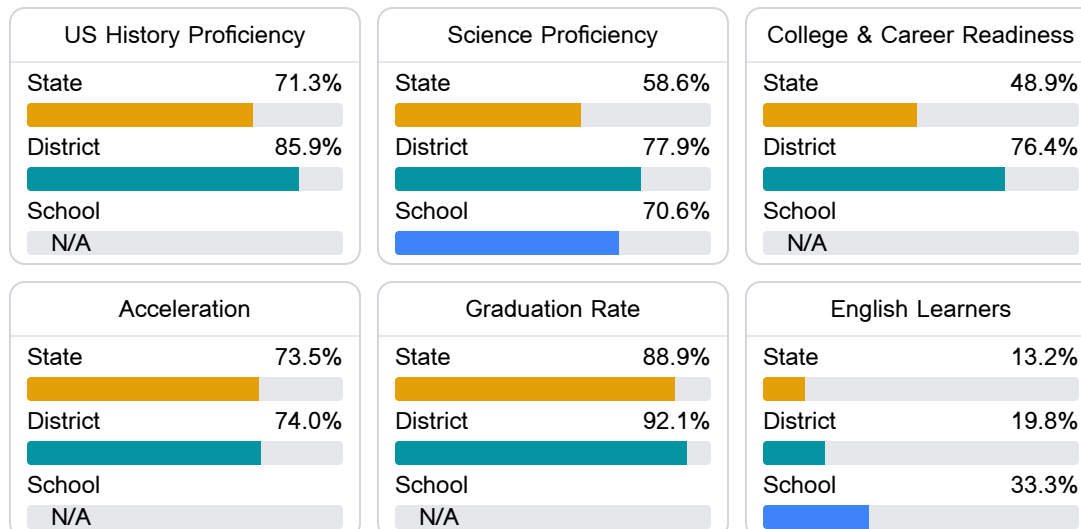 US History Proficiency
State 71.3%
District 85.9%
School
N/A
Science Proficiency
State 58.6%
District 77.9%
School 70.6%
College & Career Readiness
State 48.9%
District 76.4%
School
N/A
Acceleration
State 73.5%
District 74.0%
School
N/A
Graduation Rate
State 88.9%
District 92.1%
School
N/A
English Learners
State 13.2%
District 19.8%
School 33.3%